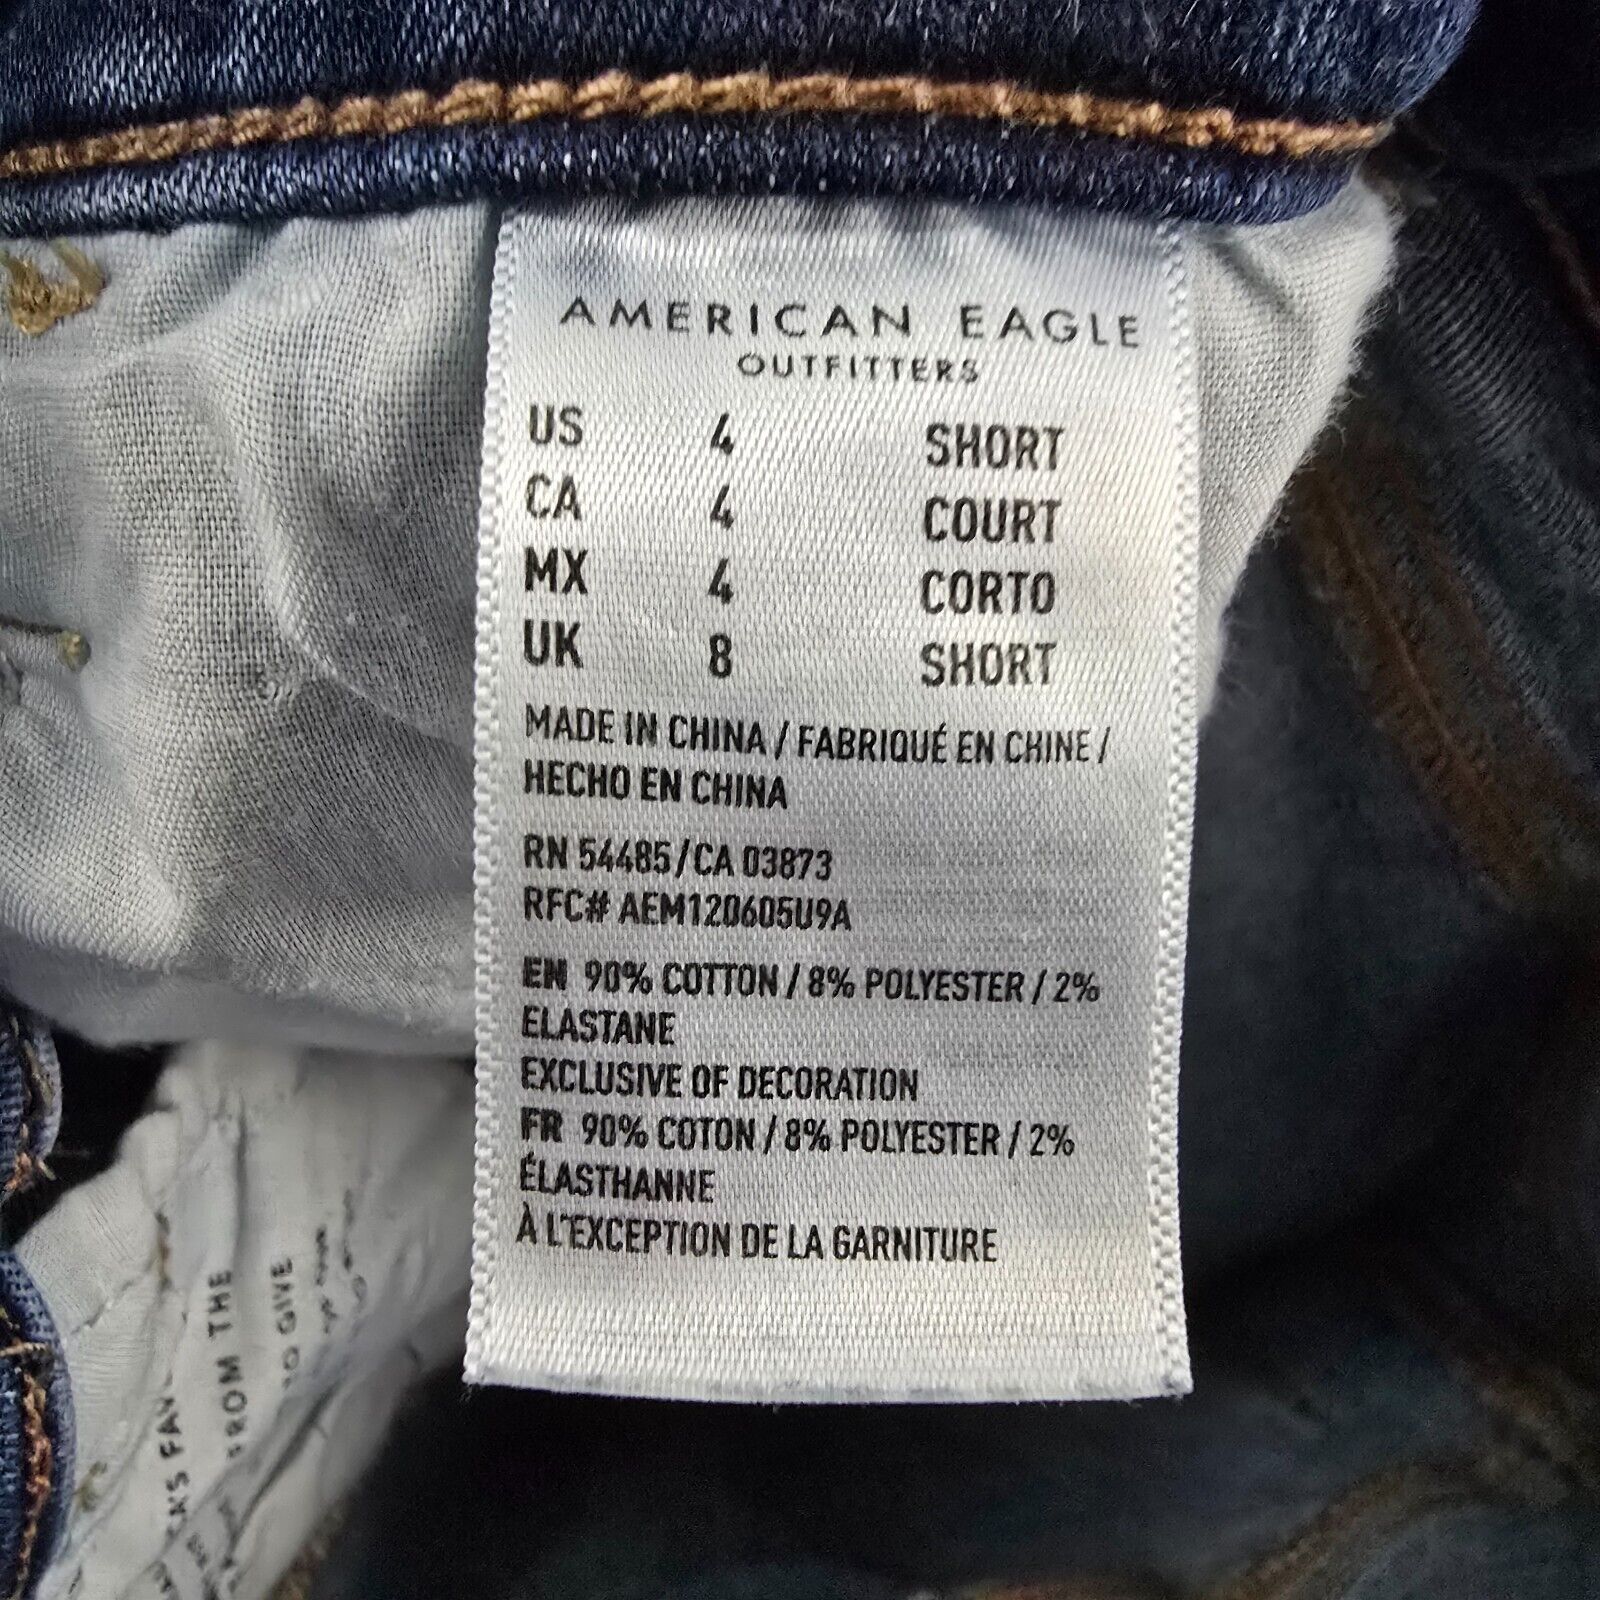 AMERICAN EAGLE
OUTFITTERS
US 4 SHORT
CA 4 COURT
MX 4 CORTO
UK 8 SHORT
MADE IN CHINA / FABRIQUÉ EN CHINE /
HECHO EN CHINA
RN 54485/CA 03873
RFC# AEM120605U9A
EN 90% COTTON / 8% POLYESTER / 2%
ELASTANE
EXCLUSIVE OF DECORATION
FR 90% COTON / 8% POLYESTER / 2%
ÉLASTHANNE
À L'EXCEPTION DE LA GARNITURE
FROM THE
TO GIVE